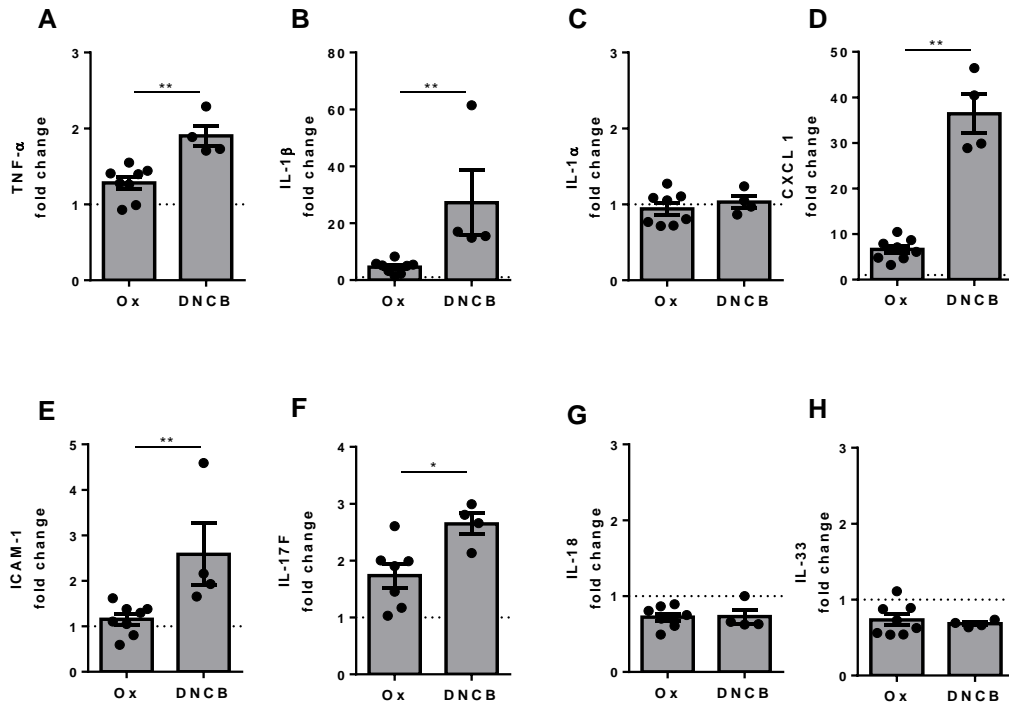 A
TNF-α
fold change
3
2
1
0
**
Ox
DNCB
B
IL-1β
fold change
80
60
40
20
0
**
Ox
DNCB
C
IL-1α
fold change
3
2
1
0
Ox
DNCB
D
CXCL 1
fold change
50
40
30
20
10
0
**
Ox
DNCB
E
ICAM-1
fold change
5
4
3
2
1
0
**
Ox
DNCB
F
IL-17F
fold change
4
3
2
1
0
*
Ox
DNCB
G
IL-18
fold change
3
2
1
0
Ox
DNCB
H
IL-33
fold change
3
2
1
0
Ox
DNCB